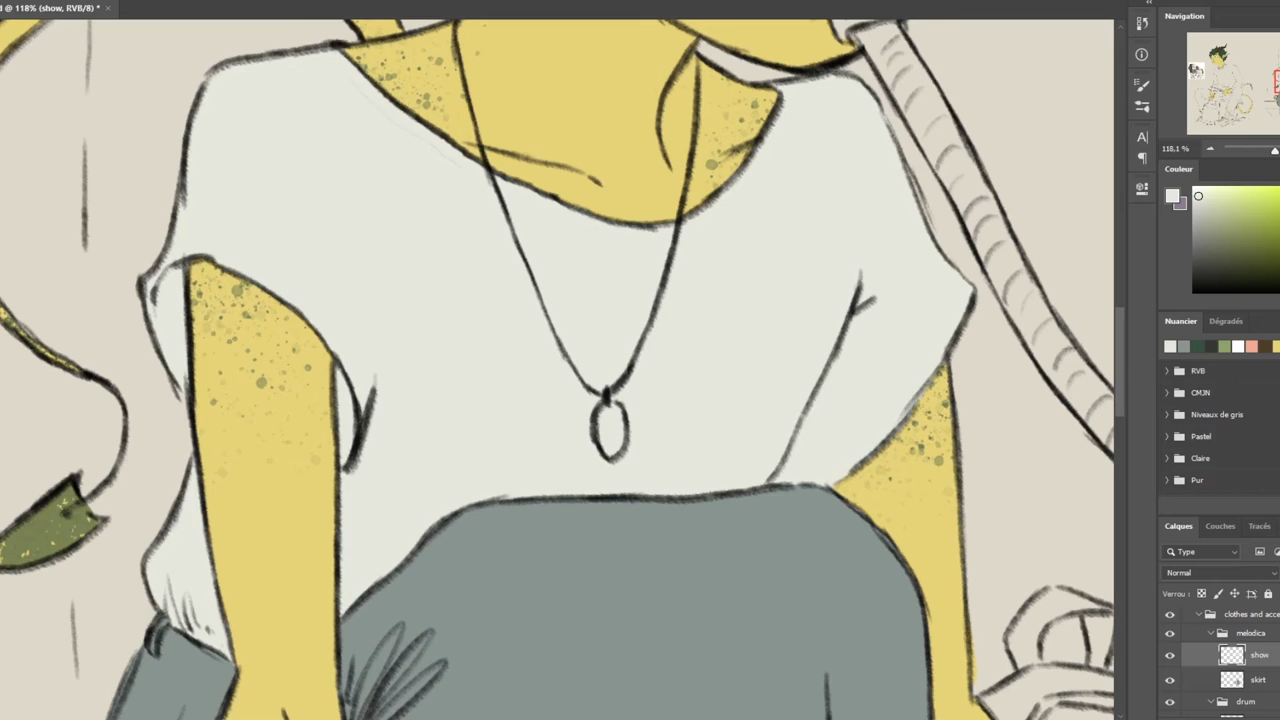 @ 118% (show, RVB/8) * ×
Navigation
118.1 %
Couleur
Nuancier Dégradés
RVB
CMJN
Niveaux de gris
Pastel
Claire
Pur
Calques Couches Tracés
Type
Normal
Verrou :
clothes and acce
melodica
show
skirt
drum